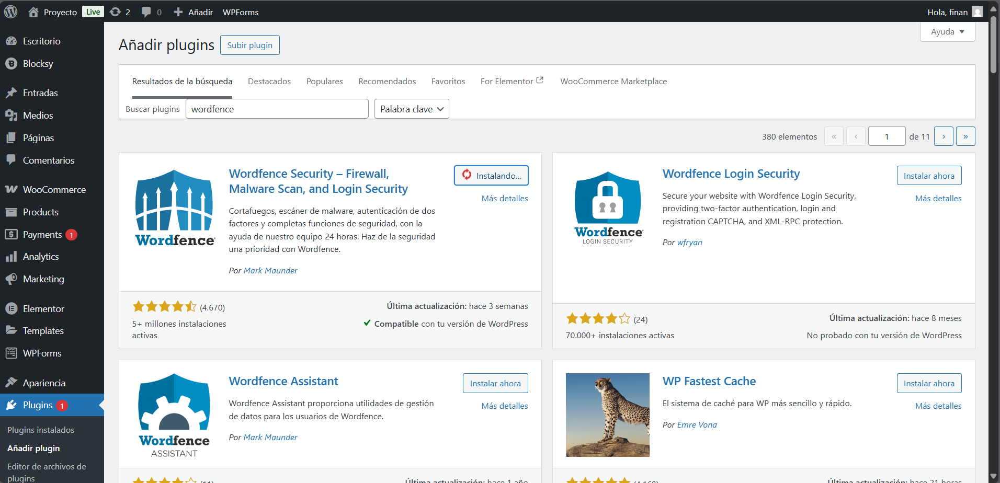 Proyecto Live 2 0 Añadir WPForms Hola, finan
Ayuda
Escritorio
Blocksy
Entradas
Medios
Páginas
Comentarios
WooCommerce
Products
Payments 1
Analytics
Marketing
Elementor
Templates
WPForms
Apariencia
Plugins 1
Plugins instalados
Añadir plugin
Editor de archivos de
plugins
Añadir plugins Subir plugin
Resultados de la búsqueda Destacados Populares Recomendados Favoritos For Elementor WooCommerce Marketplace
Buscar plugins wordfence Palabra clave
380 elementos « ‹ 1 de 11 › »
Wordfence
Wordfence Security – Firewall,
Malware Scan, and Login Security
Instalando...
Más detalles
Cortafuegos, escáner de malware, autenticación de dos
factores y completas funciones de seguridad, con la
ayuda de nuestro equipo 24 horas. Haz de la seguridad
una prioridad con Wordfence.
Por Mark Maunder
(4.670)
5+ millones instalaciones
activas
Última actualización: hace 3 semanas
Compatible con tu versión de WordPress
Wordfence
LOGIN SECURITY
Wordfence Login Security
Instalar ahora
Más detalles
Secure your website with Wordfence Login Security,
providing two-factor authentication, login and
registration CAPTCHA, and XML-RPC protection.
Por wfryan
(24)
70.000+ instalaciones activas
Última actualización: hace 8 meses
No probado con tu versión de WordPress
Wordfence
ASSISTANT
Wordfence Assistant
Instalar ahora
Más detalles
Wordfence Assistant proporciona utilidades de gestión
de datos para los usuarios de Wordfence.
Por Mark Maunder
(11)
Última actualización: hace 1 año
WP Fastest Cache
Instalar ahora
Más detalles
El sistema de caché para WP más sencillo y rápido.
Por Emre Vona
Última actualización: hace 21 horas